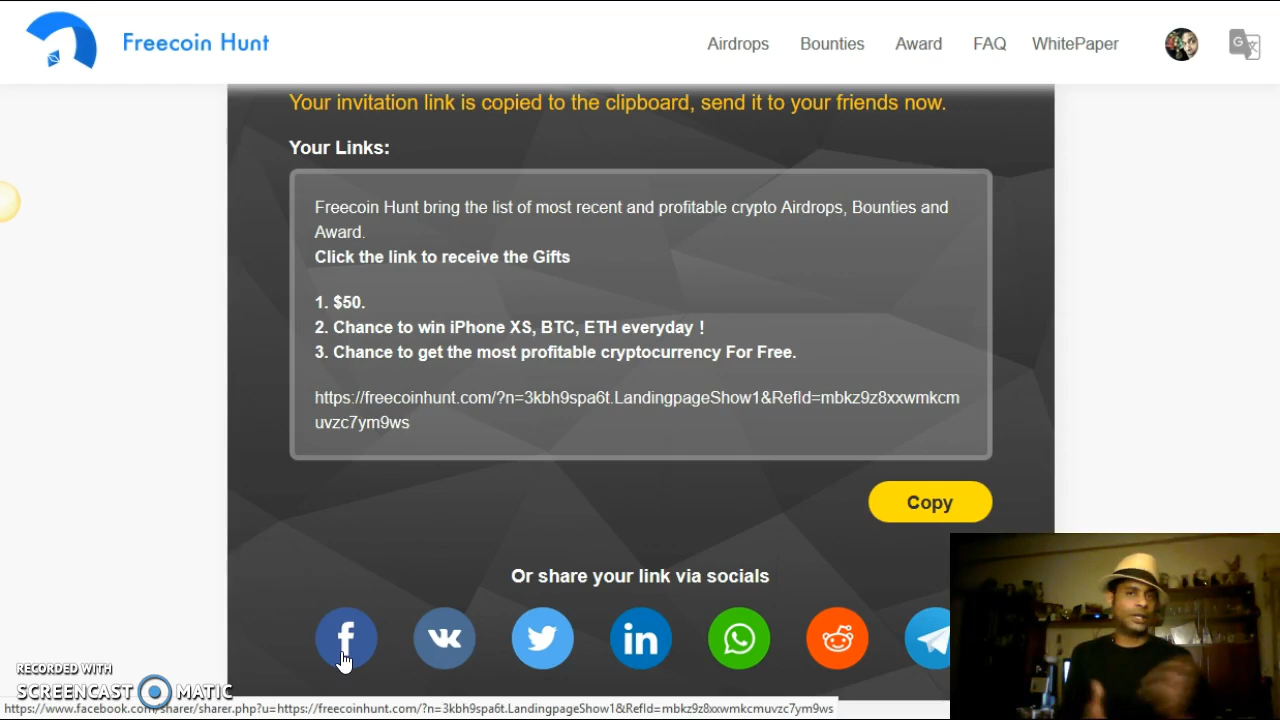 Freecoin Hunt
Airdrops Bounties Award FAQ WhitePaper
Your invitation link is copied to the clipboard, send it to your friends now.
Your Links:
Freecoin Hunt bring the list of most recent and profitable crypto Airdrops, Bounties and
Award.
Click the link to receive the Gifts
1. $50.
2. Chance to win iPhone XS, BTC, ETH everyday !
3. Chance to get the most profitable cryptocurrency For Free.
https://freecoinhunt.com/?n=3kbh9spa6t.LandingpageShow1&RefId=mbkz9z8xxwmkcm
uvzc7ym9ws
Copy
Or share your link via socials
RECORDED WITH
SCREENCAST MATIC
https://www.facebook.com/sharer/sharer.php?u=https://freecoinhunt.com/?n=3kbh9spa6t.LandingpageShow1&RefId=mbkz9z8xxwmkcmuvzc7ym9ws